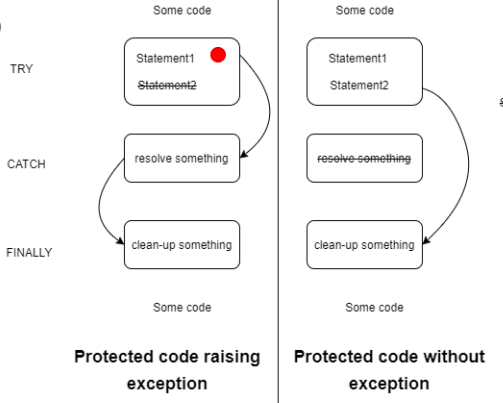 Some code
Some code
TRY
Statement1
Statement2
Statement1
Statement2
CATCH
resolve something
resolve something
FINALLY
clean-up something
clean-up something
Some code
Some code
Protected code raising
exception
Protected code without
exception